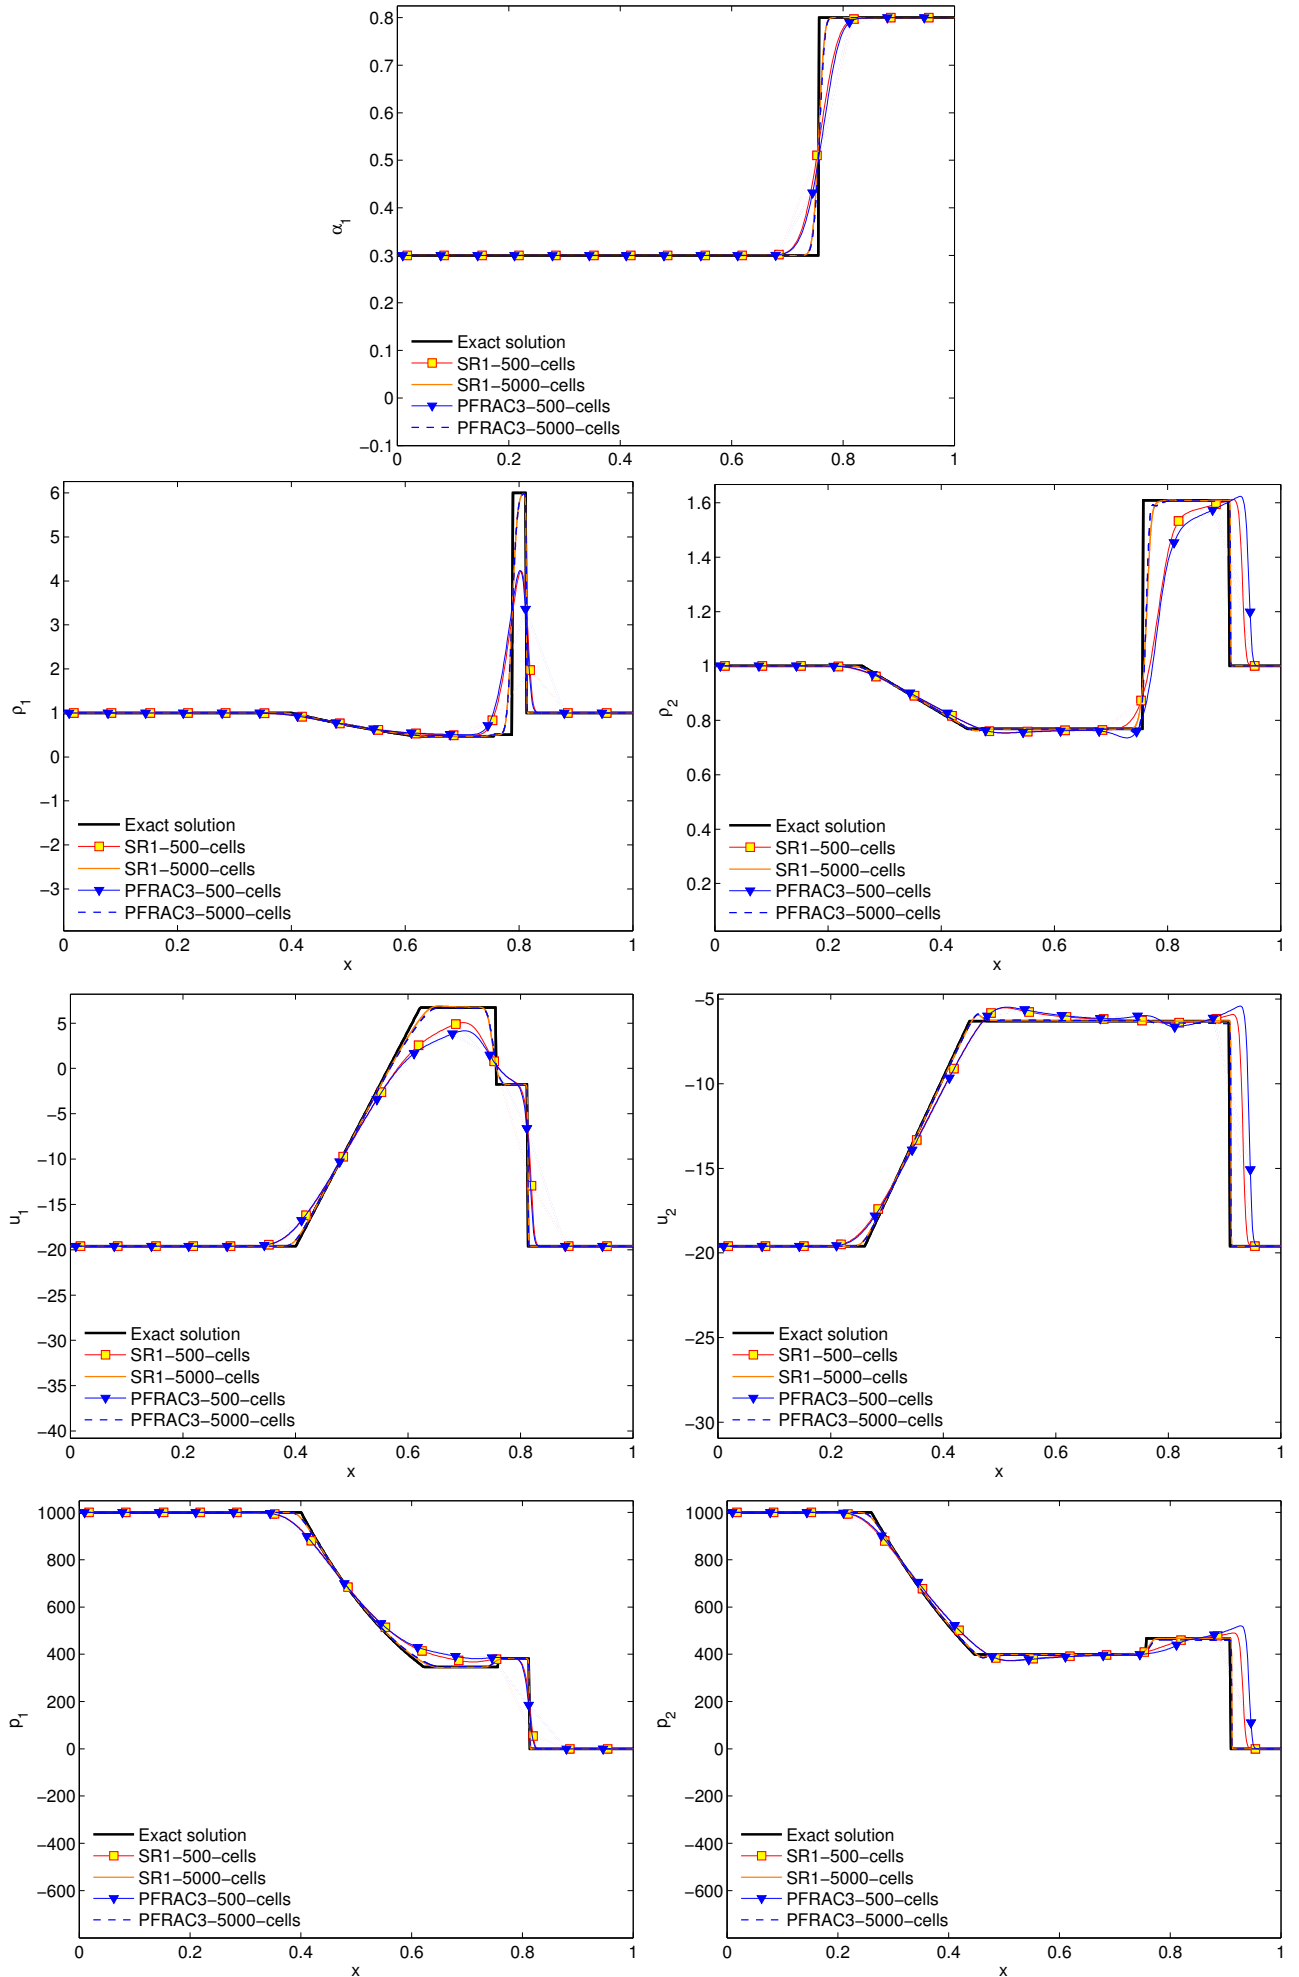 0.8
0.7
0.6
0.5
0.4
0.3
0.2
0.1
0
−0.1
α₁
Exact solution
SR1−500−cells
SR1−5000−cells
PFRAC3−500−cells
PFRAC3−5000−cells
0 0.2 0.4 0.6 0.8 1
6
5
4
3
2
1
0
−1
−2
−3
ρ₁
Exact solution
SR1−500−cells
SR1−5000−cells
PFRAC3−500−cells
PFRAC3−5000−cells
0 0.2 0.4 0.6 0.8 1
x
1.6
1.4
1.2
1
0.8
0.6
0.4
0.2
ρ₂
Exact solution
SR1−500−cells
SR1−5000−cells
PFRAC3−500−cells
PFRAC3−5000−cells
0 0.2 0.4 0.6 0.8 1
x
5
0
−5
−10
−15
−20
−25
−30
−35
−40
u₁
Exact solution
SR1−500−cells
SR1−5000−cells
PFRAC3−500−cells
PFRAC3−5000−cells
0 0.2 0.4 0.6 0.8 1
x
−5
−10
−15
−20
−25
−30
u₂
Exact solution
SR1−500−cells
SR1−5000−cells
PFRAC3−500−cells
PFRAC3−5000−cells
0 0.2 0.4 0.6 0.8 1
x
1000
800
600
400
200
0
−200
−400
−600
p₁
Exact solution
SR1−500−cells
SR1−5000−cells
PFRAC3−500−cells
PFRAC3−5000−cells
0 0.2 0.4 0.6 0.8 1
x
1000
800
600
400
200
0
−200
−400
−600
p₂
Exact solution
SR1−500−cells
SR1−5000−cells
PFRAC3−500−cells
PFRAC3−5000−cells
0 0.2 0.4 0.6 0.8 1
x